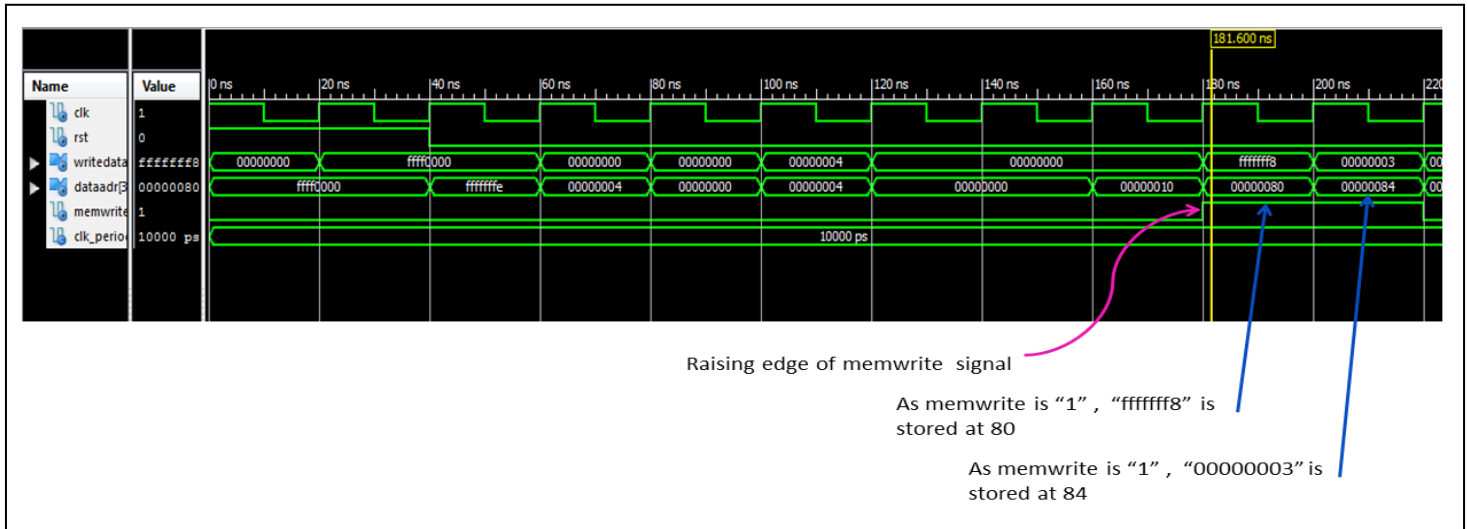 181.600 ns
Name Value 0 ns 20 ns 40 ns 60 ns 80 ns 100 ns 120 ns 140 ns 160 ns 180 ns 200 ns 220
clk 1
rst 0
writedata fffffff8 00000000 ffff0000 00000000 00000000 00000004 00000000 fffffff8 00000003 00
dataadr[3 00000080 ffff0000 fffffffe 00000004 00000000 00000004 00000000 00000010 00000080 00000084 00
memwrite 1
clk_perio 10000 ps 10000 ps
Raising edge of memwrite signal
As memwrite is “1” , “fffffff8” is
stored at 80
As memwrite is “1” , “00000003” is
stored at 84